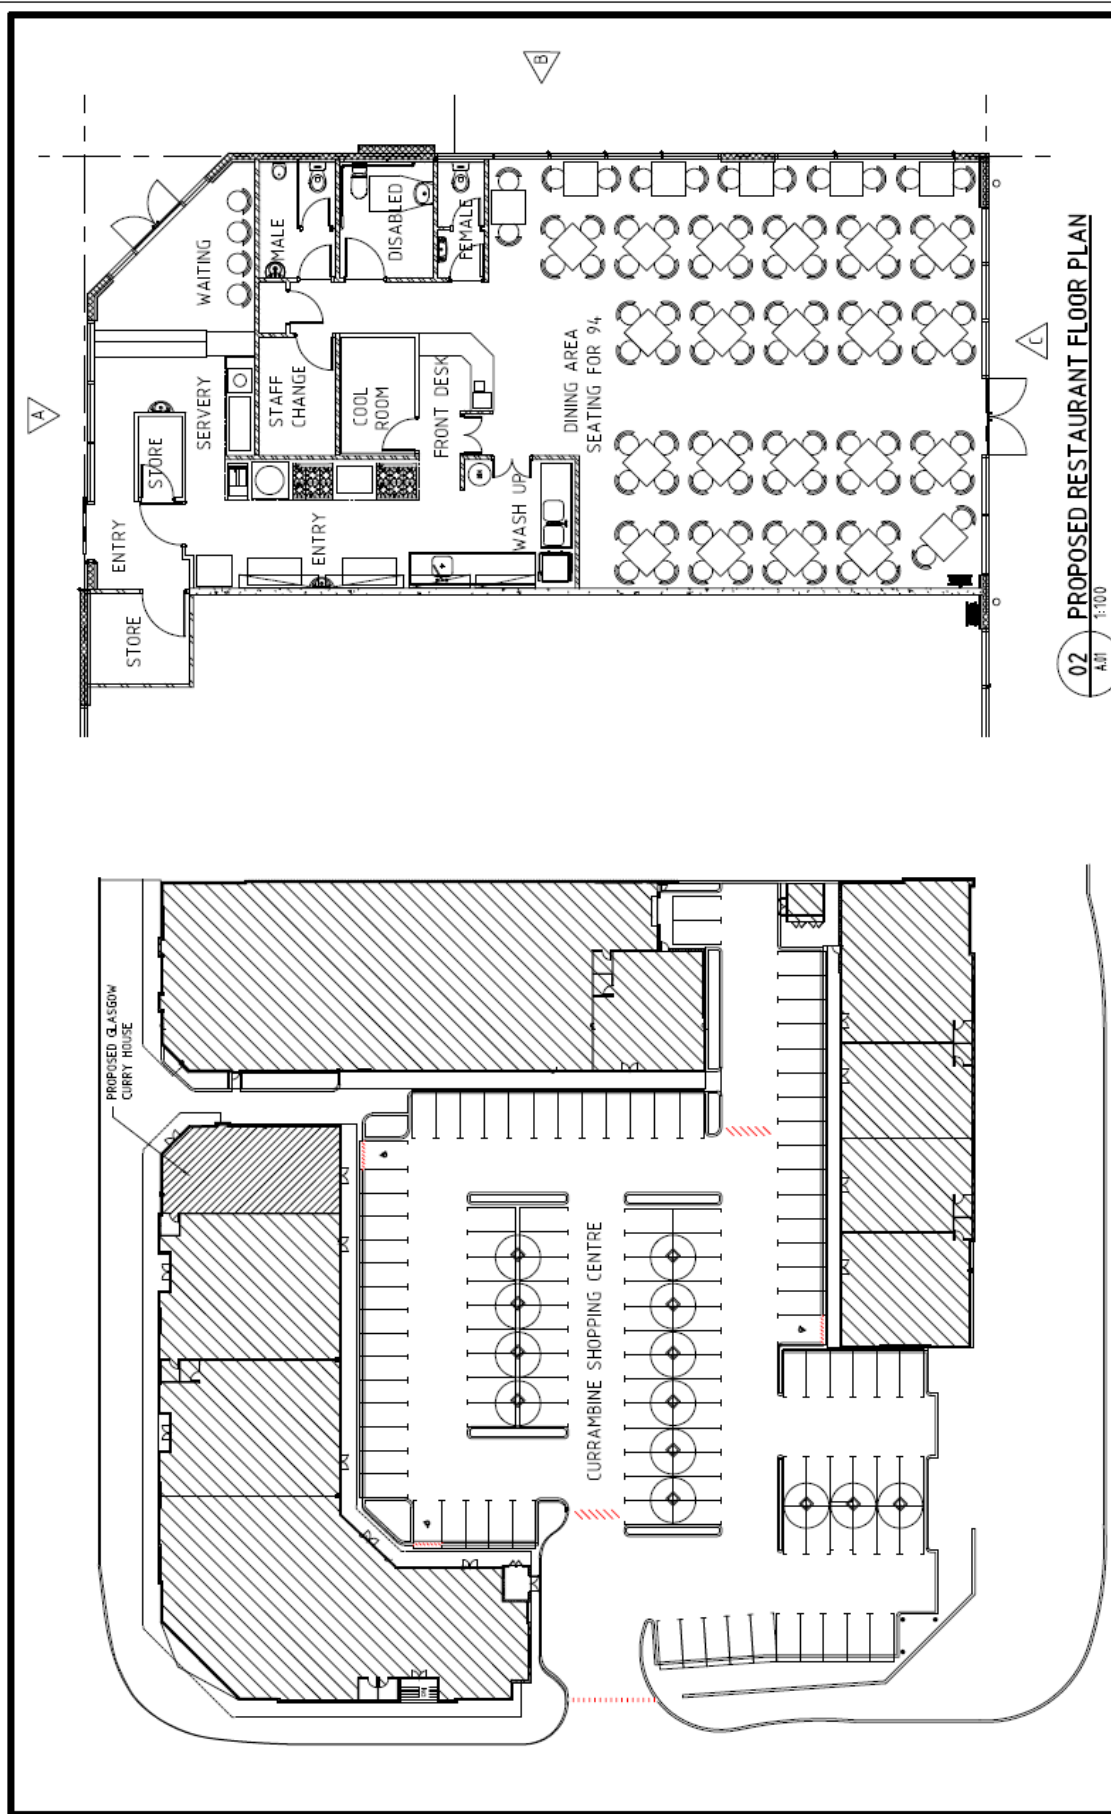 A
B
C
ENTRY
STORE
STORE
WAITING
SERVERY
ENTRY
STAFF
CHANGE
MALE
COOL
ROOM
DISABLED
FRONT DESK
FEMALE
WASH UP
DINING AREA
SEATING FOR 94
02
A.01
PROPOSED RESTAURANT FLOOR PLAN
1:100
PROPOSED GLASGOW
CURRY HOUSE
CURRAMBINE SHOPPING CENTRE